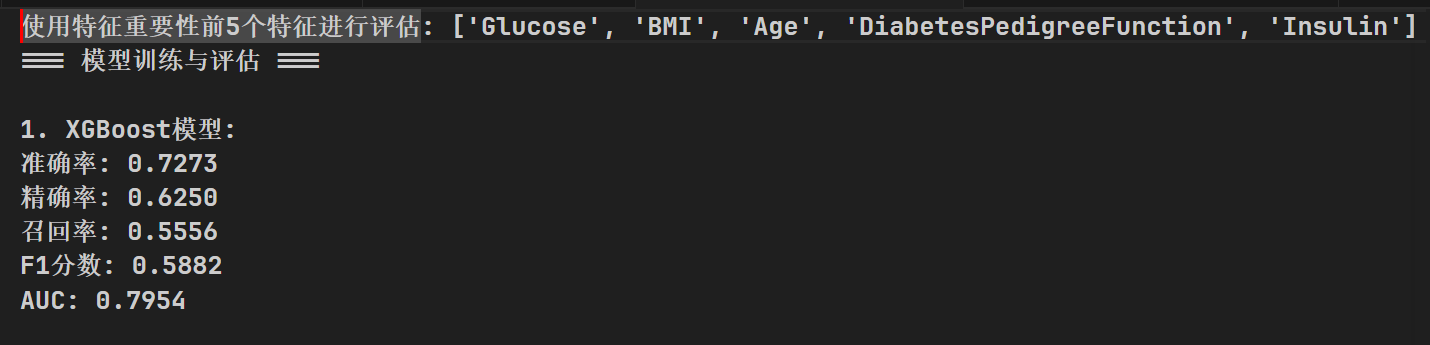 使用特征重要性前5个特征进行评估: ['Glucose', 'BMI', 'Age', 'DiabetesPedigreeFunction', 'Insulin']
=== 模型训练与评估 ===
1. XGBoost模型:
准确率: 0.7273
精确率: 0.6250
召回率: 0.5556
F1分数: 0.5882
AUC: 0.7954